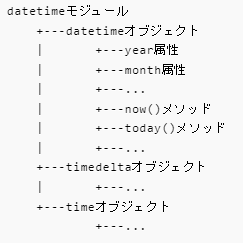 datetimeモジュール
    +---datetimeオブジェクト
    |       +---year属性
    |       +---month属性
    |       +---...
    |       +---now()メソッド
    |       +---today()メソッド
    |       +---...
    +---timedeltaオブジェクト
    |       +---...
    +---timeオブジェクト
            +---...